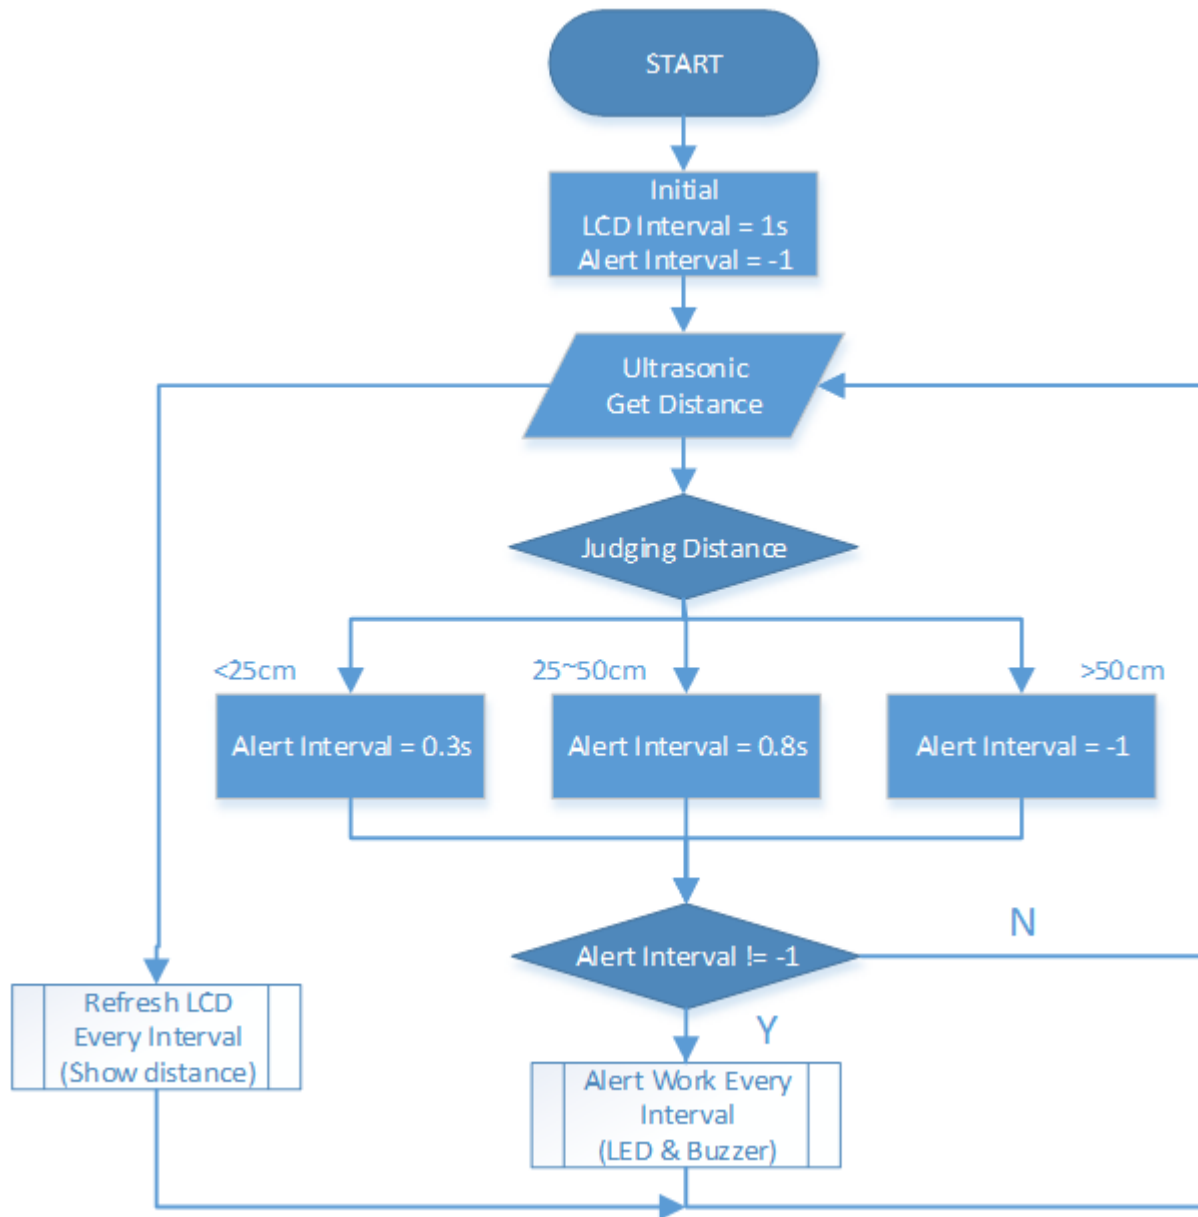 START
Initial
LCD Interval = 1s
Alert Interval = -1
Ultrasonic
Get Distance
Judging Distance
<25cm
25~50cm
>50cm
Alert Interval = 0.3s
Alert Interval = 0.8s
Alert Interval = -1
Alert Interval != -1
N
Y
Refresh LCD
Every Interval
(Show distance)
Alert Work Every
Interval
(LED & Buzzer)